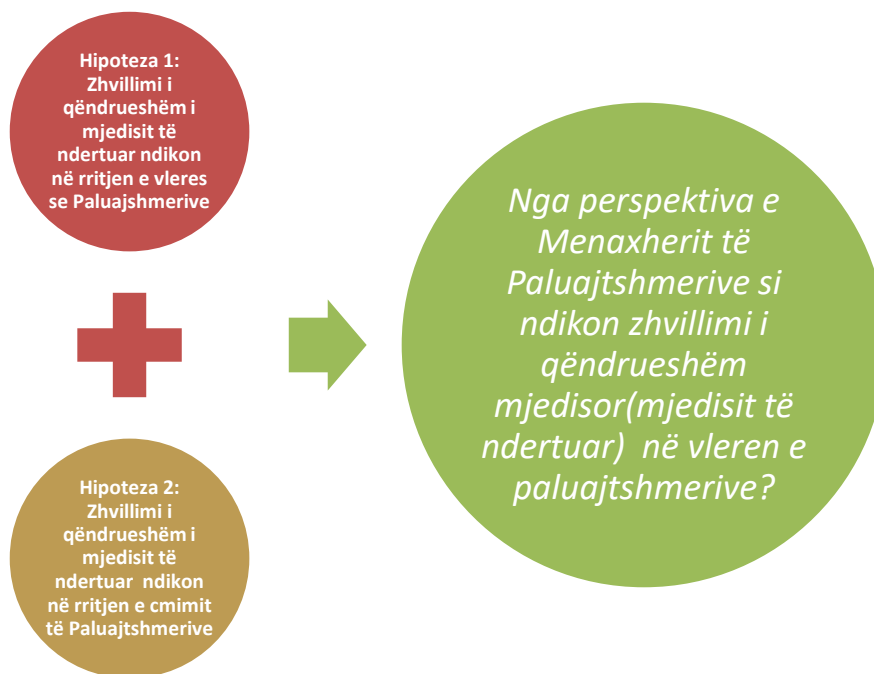 Hipoteza 1:
Zhvillimi i
qëndrueshëm i
mjedisit të
ndertuar ndikon
në rritjen e vleres
se Paluajshmerive
Hipoteza 2:
Zhvillimi i
qëndrueshëm i
mjedisit të
ndertuar ndikon
në rritjen e cmimit
të Paluajtshmerive
Nga perspektiva e
Menaxherit të
Paluajtshmerive si
ndikon zhvillimi i
qëndrueshëm
mjedisor(mjedisit të
ndertuar) në vleren e
paluajtshmerive?